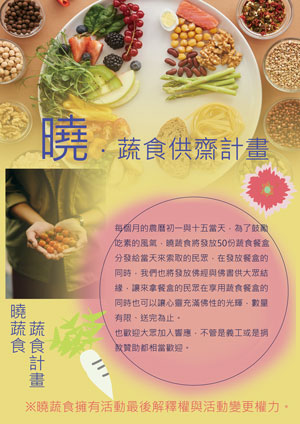 曉・蔬食供齋計畫
每個月的農曆初一與十五當天，為了鼓勵
吃素的風氣，曉蔬食將發放50份蔬食餐盒
分發給當天來索取的民眾，在發放餐盒的
同時，我們也將發放佛經與佛書供大眾結
緣，讓來拿餐盒的民眾在享用蔬食餐盒的
同時也可以讓心靈充滿佛性的光輝，數量
有限、送完為止。
也歡迎大眾加入響應，不管是義工或是捐
款贊助都相當歡迎。
曉蔬食
蔬食計畫
※曉蔬食擁有活動最後解釋權與活動變更權力。